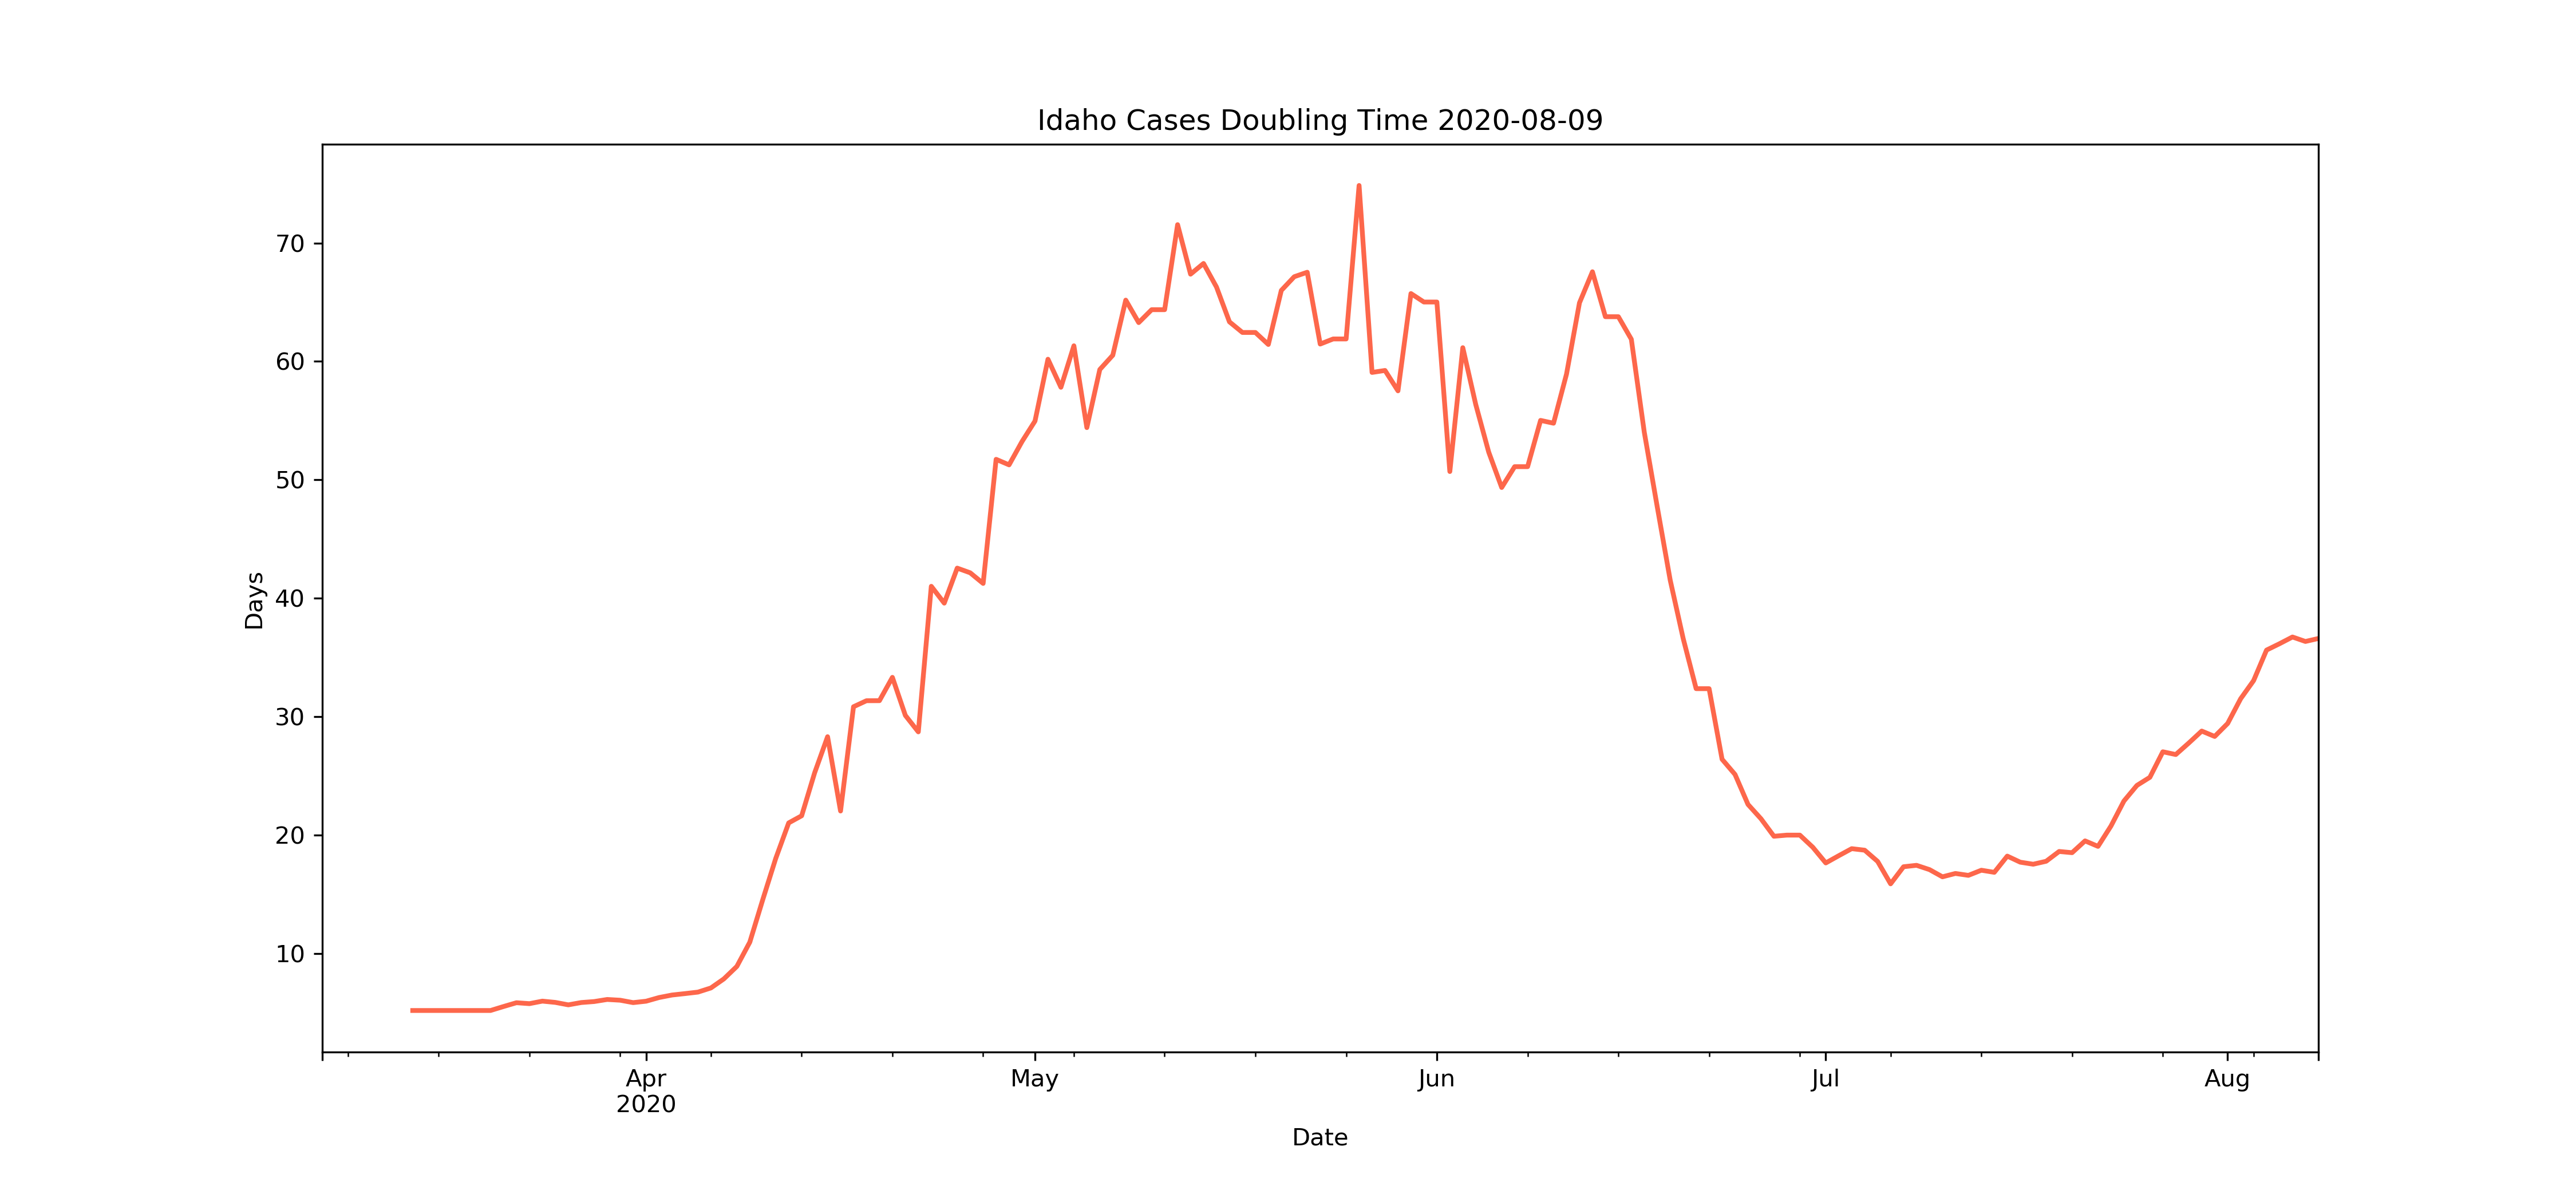 Idaho Cases Doubling Time 2020-08-09
70
60
50
40
30
20
10
Days
Apr
2020
May
Jun
Jul
Aug
Date